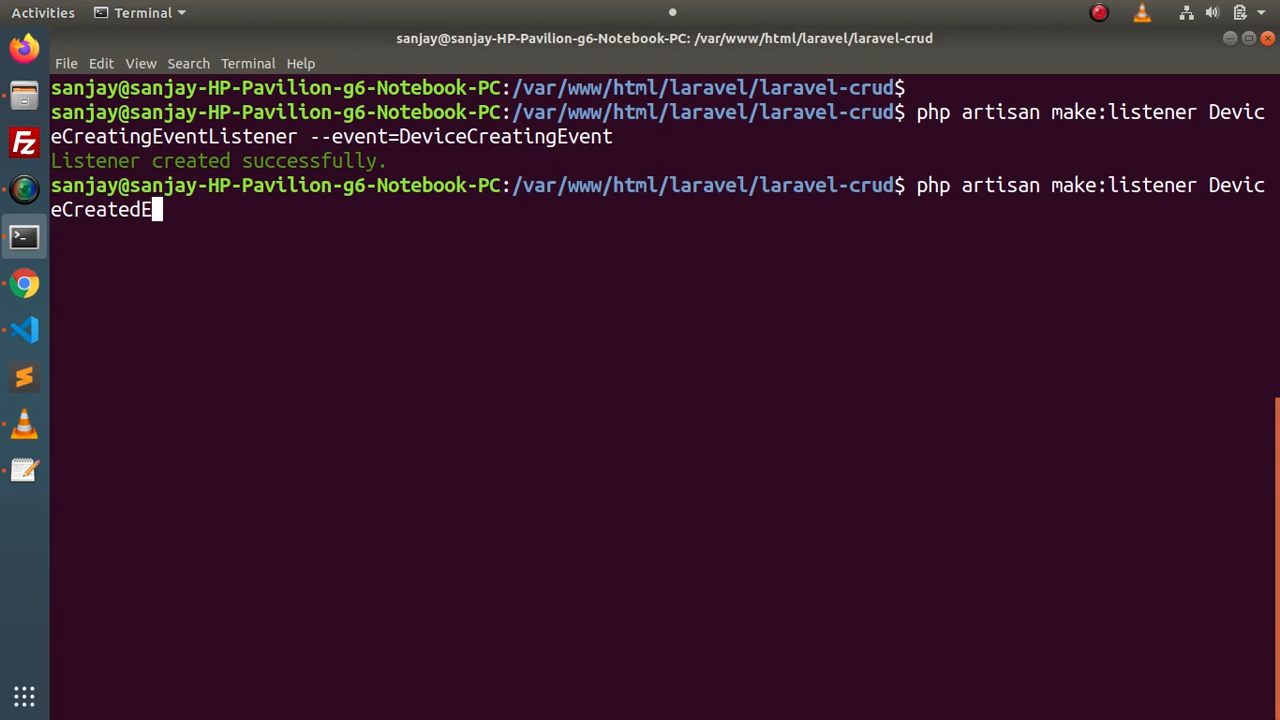 Activities Terminal
sanjay@sanjay-HP-Pavilion-g6-Notebook-PC: /var/www/html/laravel/laravel-crud
File Edit View Search Terminal Help
sanjay@sanjay-HP-Pavilion-g6-Notebook-PC:/var/www/html/laravel/laravel-crud$
sanjay@sanjay-HP-Pavilion-g6-Notebook-PC:/var/www/html/laravel/laravel-crud$ php artisan make:listener Devic
eCreatingEventListener --event=DeviceCreatingEvent
Listener created successfully.
sanjay@sanjay-HP-Pavilion-g6-Notebook-PC:/var/www/html/laravel/laravel-crud$ php artisan make:listener Devic
eCreatedE